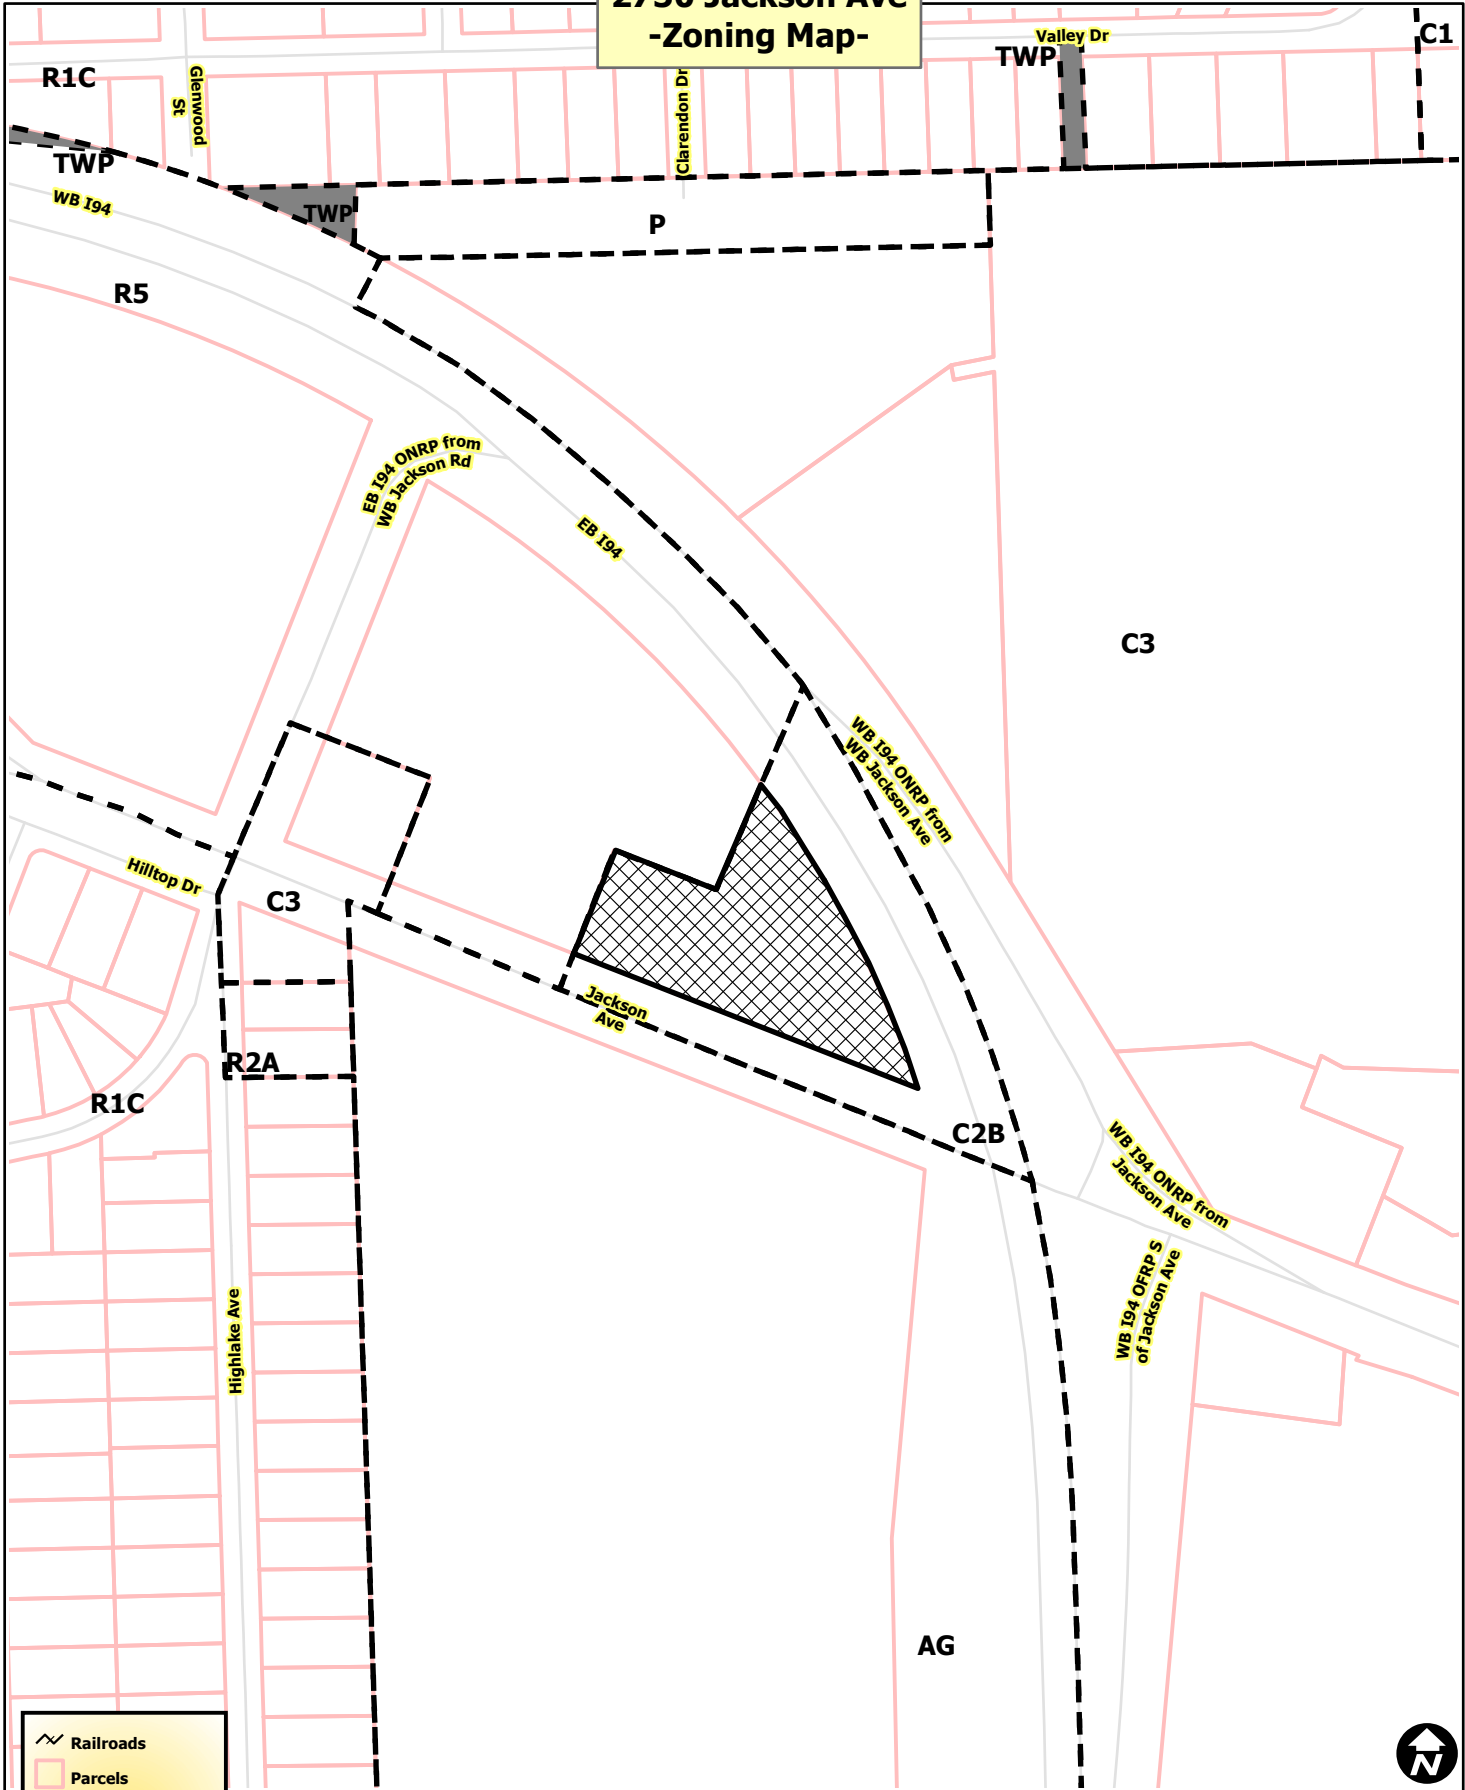 2736 Jackson Ave
-Zoning Map-
Valley Dr
C1
TWP
R1C
Glenwood
St
Clarendon Dr
TWP
WB I94
TWP
P
R5
EB I94 ONRP from
WB Jackson Rd
EB I94
C3
WB I94 ONRP from
WB Jackson Ave
Hilltop Dr
C3
Jackson
Ave
R2A
R1C
C2B
WB I94 ONRP from
Jackson Ave
WB I94 OFRP S
of Jackson Ave
Highlake Ave
AG
Railroads
Parcels
N